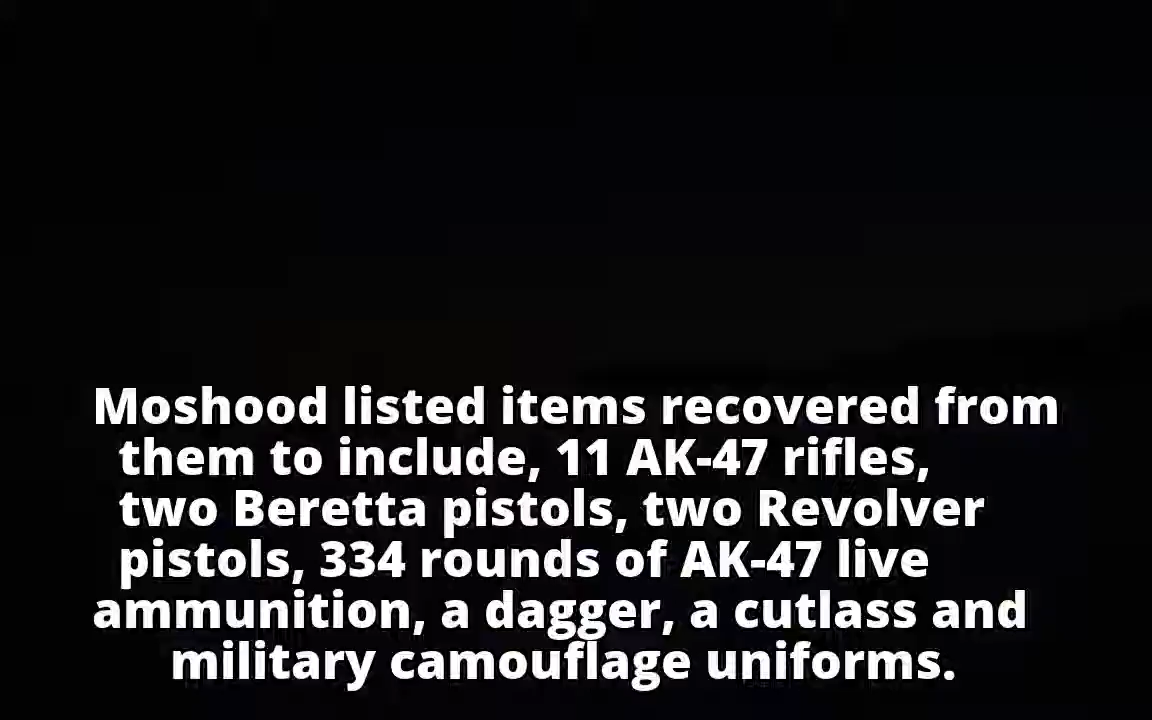 Moshood listed items recovered from
them to include, 11 AK-47 rifles,
two Beretta pistols, two Revolver
pistols, 334 rounds of AK-47 live
ammunition, a dagger, a cutlass and
military camouflage uniforms.